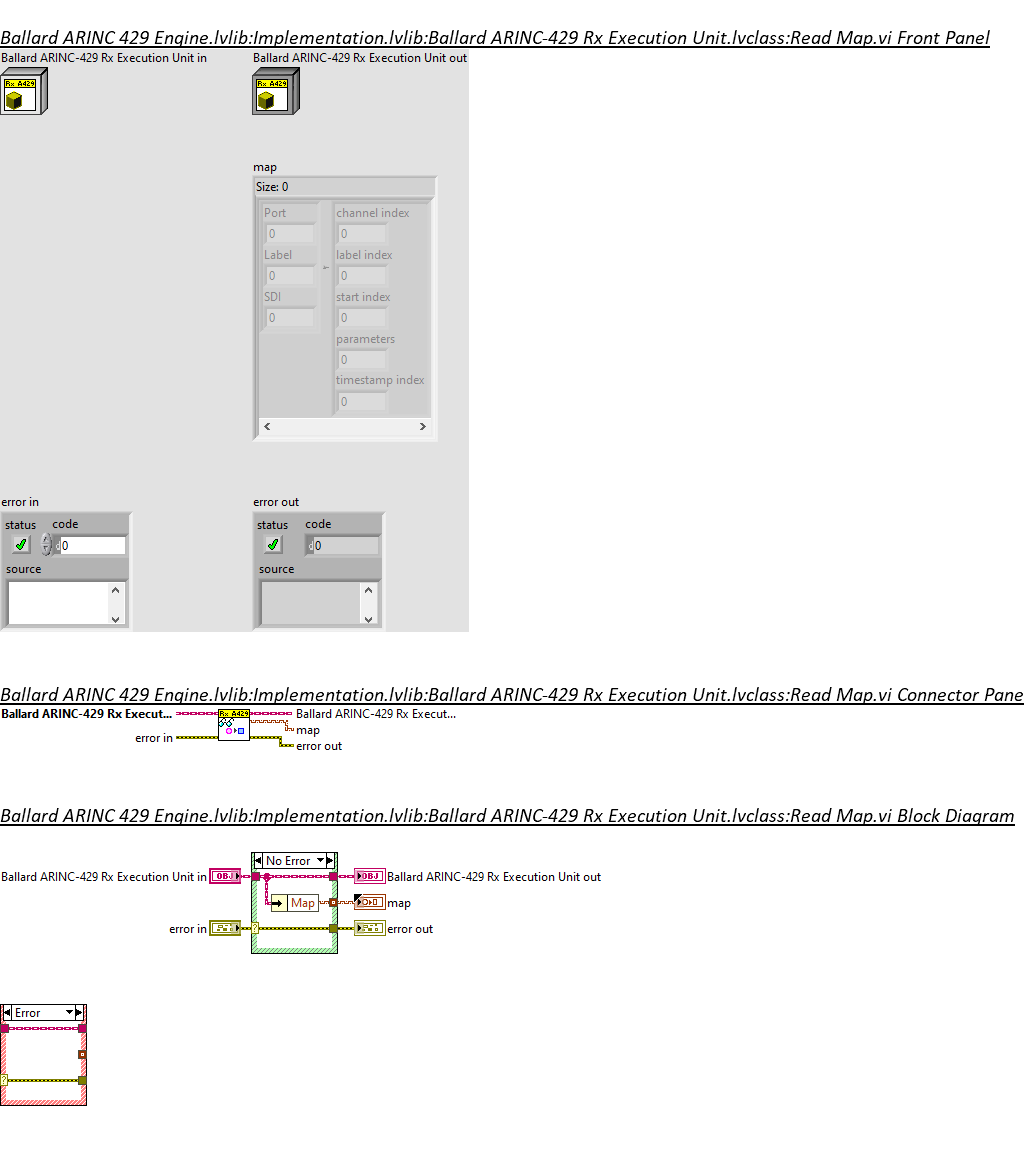 Ballard ARINC 429 Engine.lvlib:Implementation.lvlib:Ballard ARINC-429 Rx Execution Unit.lvclass:Read Map.vi Front Panel
Ballard ARINC-429 Rx Execution Unit in
Ballard ARINC-429 Rx Execution Unit out
Rx A429
Rx A429
map
Size: 0
Port
channel index
0
0
Label
label index
0
0
SDI
start index
0
0
parameters
0
timestamp index
0
error in
error out
status code
status code
0
0
source
source
Ballard ARINC 429 Engine.lvlib:Implementation.lvlib:Ballard ARINC-429 Rx Execution Unit.lvclass:Read Map.vi Connector Pane
Ballard ARINC-429 Rx Execut...
Rx A429
Ballard ARINC-429 Rx Execut...
map
error in
error out
Ballard ARINC 429 Engine.lvlib:Implementation.lvlib:Ballard ARINC-429 Rx Execution Unit.lvclass:Read Map.vi Block Diagram
No Error
Ballard ARINC-429 Rx Execution Unit in
OBJ
OBJ
Ballard ARINC-429 Rx Execution Unit out
Map
map
error in
?
error out
Error
?